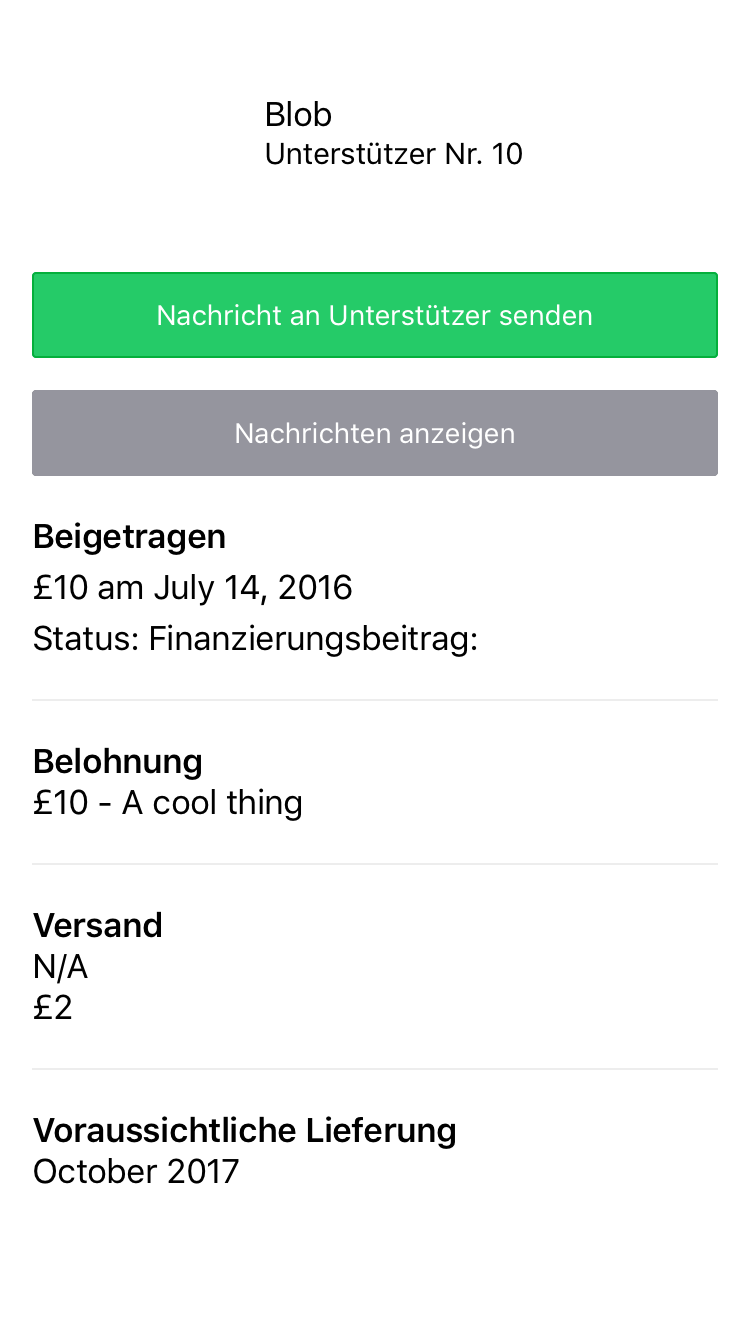 Blob
Unterstützer Nr. 10
Nachricht an Unterstützer senden
Nachrichten anzeigen
Beigetragen
£10 am July 14, 2016
Status: Finanzierungsbeitrag:
Belohnung
£10 - A cool thing
Versand
N/A
£2
Voraussichtliche Lieferung
October 2017